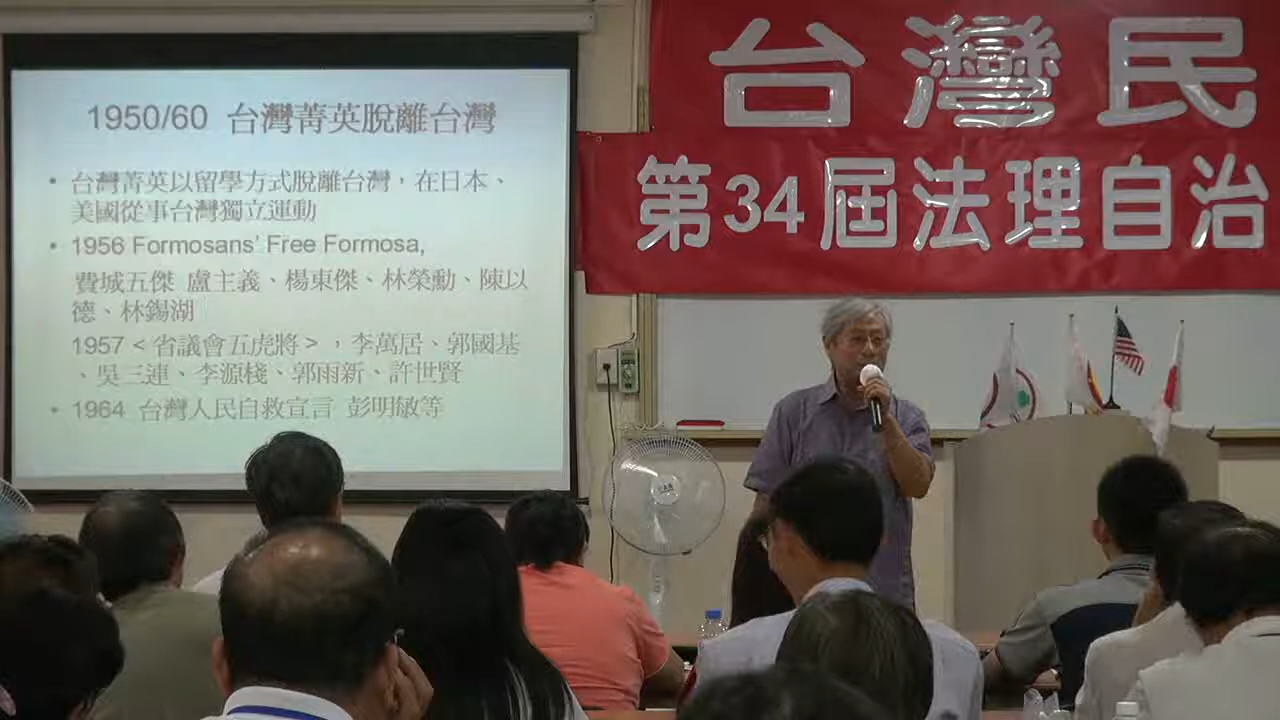 1950/60 台灣菁英脫離台灣
• 台灣菁英以留學方式脫離台灣，在日本、
美國從事台灣獨立運動
• 1956 Formosans' Free Formosa,
費城五傑 盧主義、楊東傑、林榮勳、陳以
德、林錫湖
1957 < 省議會五虎將 > ，李萬居、郭國基
、吳三連、李源棧、郭雨新、許世賢
• 1964 台灣人民自救宣言 彭明敏等
台灣民
第34屆法理自治